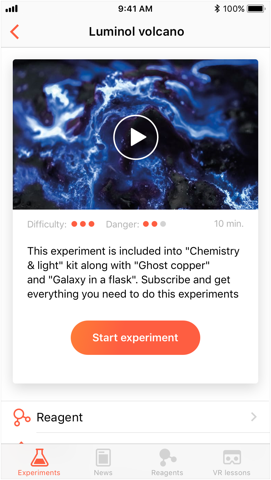 9:41 AM 100%
Luminol volcano
Difficulty: Danger: 10 min.
This experiment is included into "Chemistry
& light" kit along with "Ghost copper"
and "Galaxy in a flask". Subscribe and get
everything you need to do this experiments
Start experiment
Reagent
Experiments News Reagents VR lessons